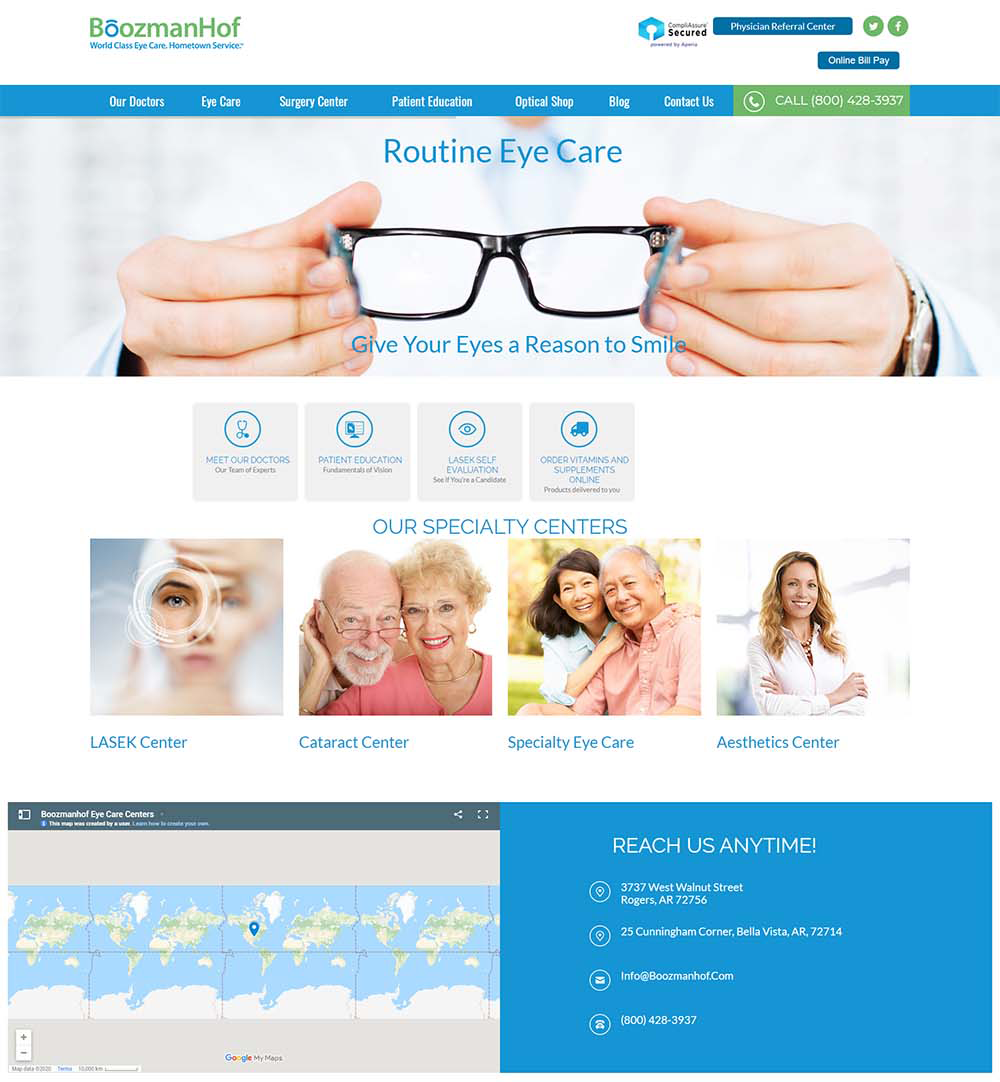 BoozmanHof
World Class Eye Care. Hometown Service.™
CompliAssure
Secured
powered by Aperia
Physician Referral Center
Online Bill Pay
Our Doctors Eye Care Surgery Center Patient Education Optical Shop Blog Contact Us CALL (800) 428-3937
Routine Eye Care
Give Your Eyes a Reason to Smile
MEET OUR DOCTORS
Our Team of Experts
PATIENT EDUCATION
Fundamentals of Vision
LASEK SELF
EVALUATION
See if You're a Candidate
ORDER VITAMINS AND
SUPPLEMENTS
ONLINE
Products delivered to you
OUR SPECIALTY CENTERS
LASEK Center
Cataract Center
Specialty Eye Care
Aesthetics Center
Boozmanhof Eye Care Centers
This map was created by a user. Learn how to create your own.
Google My Maps
Map data ©2020 Terms 10,000 km
REACH US ANYTIME!
3737 West Walnut Street
Rogers, AR 72756
25 Cunningham Corner, Bella Vista, AR, 72714
Info@Boozmanhof.Com
(800) 428-3937